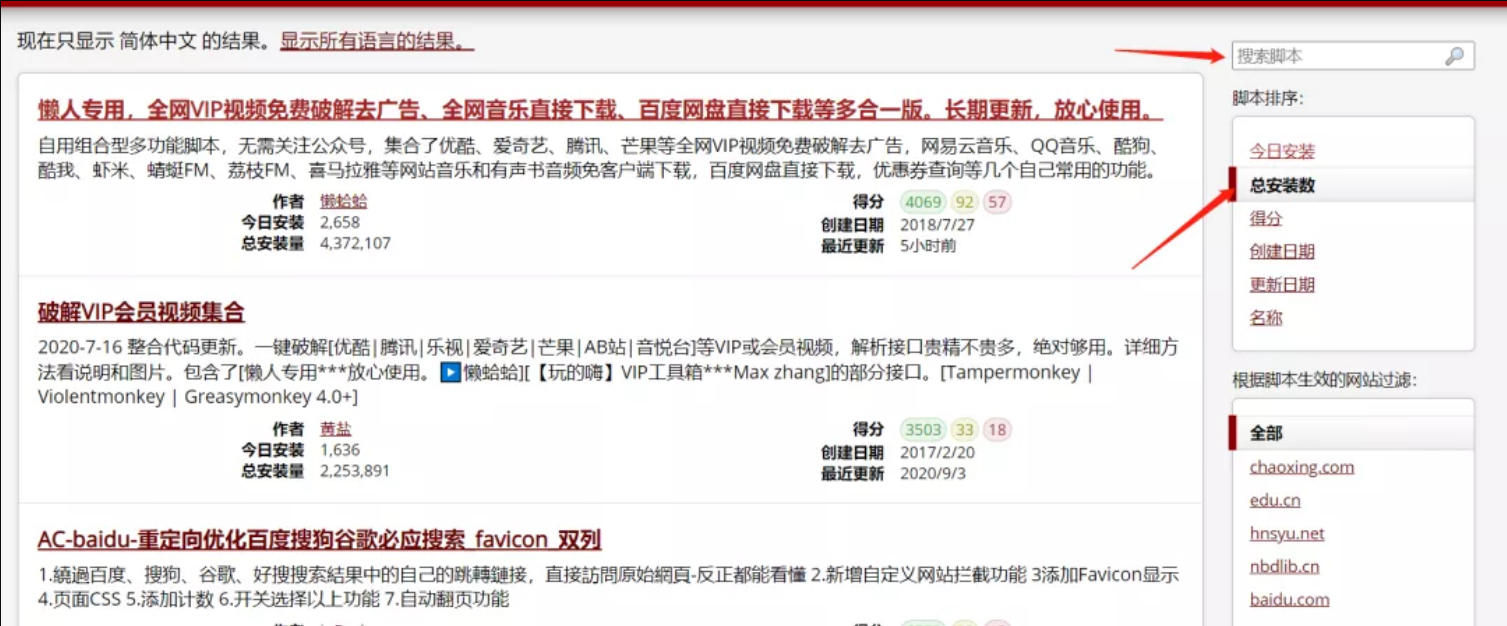 现在只显示 简体中文 的结果。显示所有语言的结果。
懒人专用，全网VIP视频免费破解去广告、全网音乐直接下载、百度网盘直接下载等多合一版。长期更新，放心使用。
自用组合型多功能脚本，无需关注公众号，集合了优酷、爱奇艺、腾讯、芒果等全网VIP视频免费破解去广告，网易云音乐、QQ音乐、酷狗、
酷我、虾米、蜻蜓FM、荔枝FM、喜马拉雅等网站音乐和有声书音频免客户端下载，百度网盘直接下载，优惠券查询等几个自己常用的功能。
作者 懒蛤蛤 得分 4069 92 57
今日安装 2,658 创建日期 2018/7/27
总安装量 4,372,107 最近更新 5小时前
破解VIP会员视频集合
2020-7-16 整合代码更新。一键破解[优酷|腾讯|乐视|爱奇艺|芒果|AB站|音悦台]等VIP或会员视频，解析接口贵精不贵多，绝对够用。详细方
法看说明和图片。包含了[懒人专用***放心使用。▶懒蛤蛤][【玩的嗨】VIP工具箱***Max zhang]的部分接口。[Tampermonkey |
Violentmonkey | Greasymonkey 4.0+]
作者 黄盐 得分 3503 33 18
今日安装 1,636 创建日期 2017/2/20
总安装量 2,253,891 最近更新 2020/9/3
AC-baidu-重定向优化百度搜狗谷歌必应搜索_favicon_双列
1.繞過百度、搜狗、谷歌、好搜搜索結果中的自己的跳轉鏈接，直接訪問原始網頁-反正都能看懂 2.新增自定义网站拦截功能 3添加Favicon显示
4.页面CSS 5.添加计数 6.开关选择以上功能 7.自动翻页功能
搜索脚本
脚本排序：
今日安装
总安装数
得分
创建日期
更新日期
名称
根据脚本生效的网站过滤：
全部
chaoxing.com
edu.cn
hnsyu.net
nbdlib.cn
baidu.com